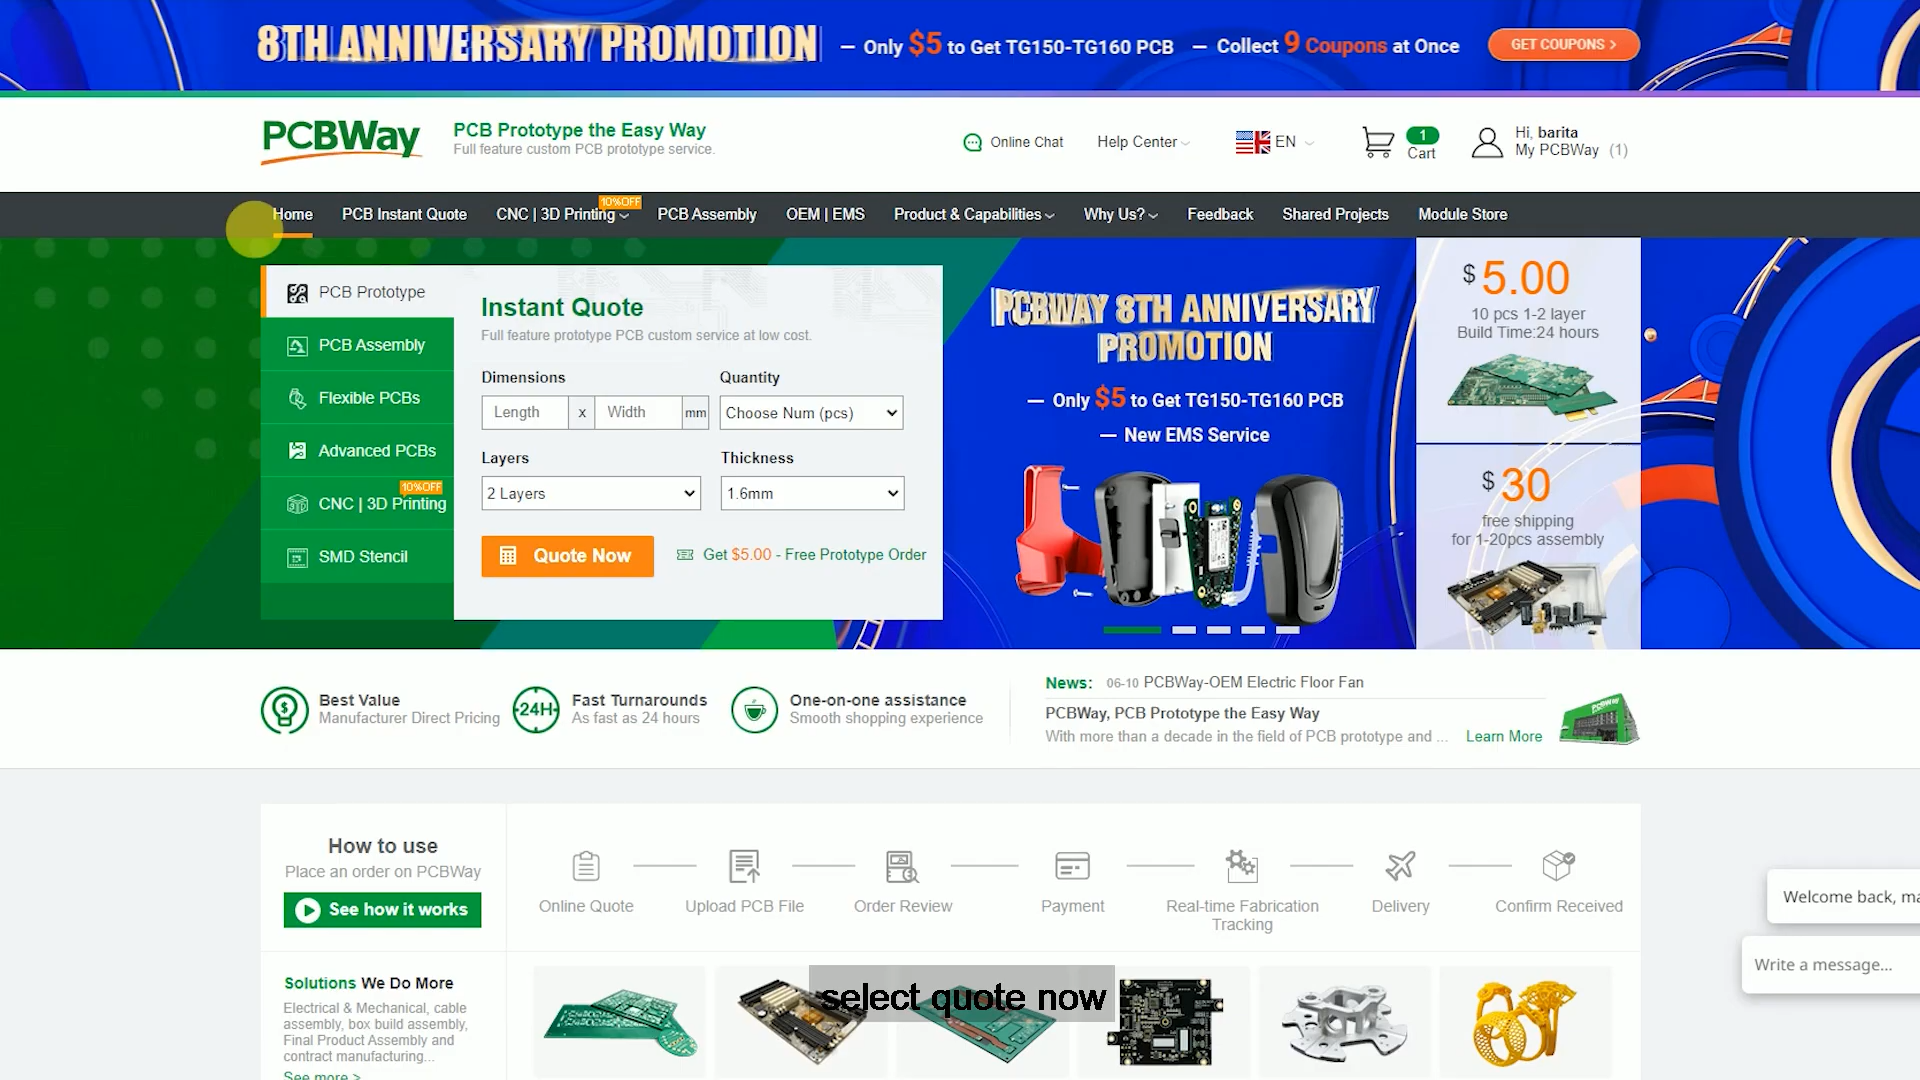 8TH ANNIVERSARY PROMOTION
— Only $5 to Get TG150-TG160 PCB — Collect 9 Coupons at Once
GET COUPONS >
PCBWay
PCB Prototype the Easy Way
Full feature custom PCB prototype service.
Online Chat
Help Center
EN
1
Cart
Hi, barita
My PCBWay (1)
Home
PCB Instant Quote
CNC | 3D Printing
10%OFF
PCB Assembly
OEM | EMS
Product & Capabilities
Why Us?
Feedback
Shared Projects
Module Store
PCB Prototype
PCB Assembly
Flexible PCBs
Advanced PCBs
10%OFF
CNC | 3D Printing
SMD Stencil
Instant Quote
Full feature prototype PCB custom service at low cost.
Dimensions
Quantity
Length x Width mm
Choose Num (pcs)
Layers
Thickness
2 Layers
1.6mm
Quote Now
Get $5.00 - Free Prototype Order
PCBWAY 8TH ANNIVERSARY
PROMOTION
— Only $5 to Get TG150-TG160 PCB
— New EMS Service
$ 5.00
10 pcs 1-2 layer
Build Time:24 hours
$ 30
free shipping
for 1-20pcs assembly
Best Value
Manufacturer Direct Pricing
24H
Fast Turnarounds
As fast as 24 hours
One-on-one assistance
Smooth shopping experience
News: 06-10 PCBWay-OEM Electric Floor Fan
PCBWay, PCB Prototype the Easy Way
With more than a decade in the field of PCB prototype and ... Learn More
PCBWay
How to use
Place an order on PCBWay
See how it works
Online Quote
Upload PCB File
Order Review
Payment
Real-time Fabrication
Tracking
Delivery
Confirm Received
Welcome back, ma
Write a message...
Solutions We Do More
Electrical & Mechanical, cable
assembly, box build assembly,
Final Product Assembly and
contract manufacturing...
See more >
select quote now